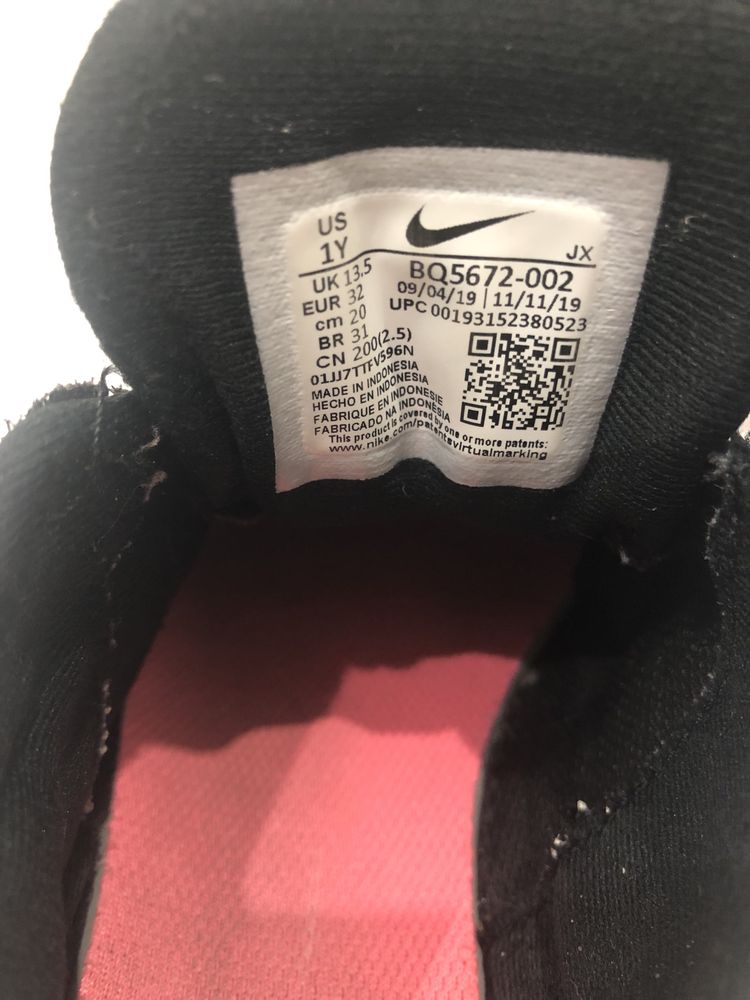 US
1Y
JX
UK 13.5
EUR 32
cm 20
BR 31
CN 200(2.5)
BQ5672-002
09/04/19 | 11/11/19
UPC 00193152380523
01JJ7TTFV596N
MADE IN INDONESIA
HECHO EN INDONESIA
FABRIQUE EN INDONESIE
FABRICADO NA INDONÉSIA
This product is covered by one or more patents:
www.nike.com/patentsvirtualmarking